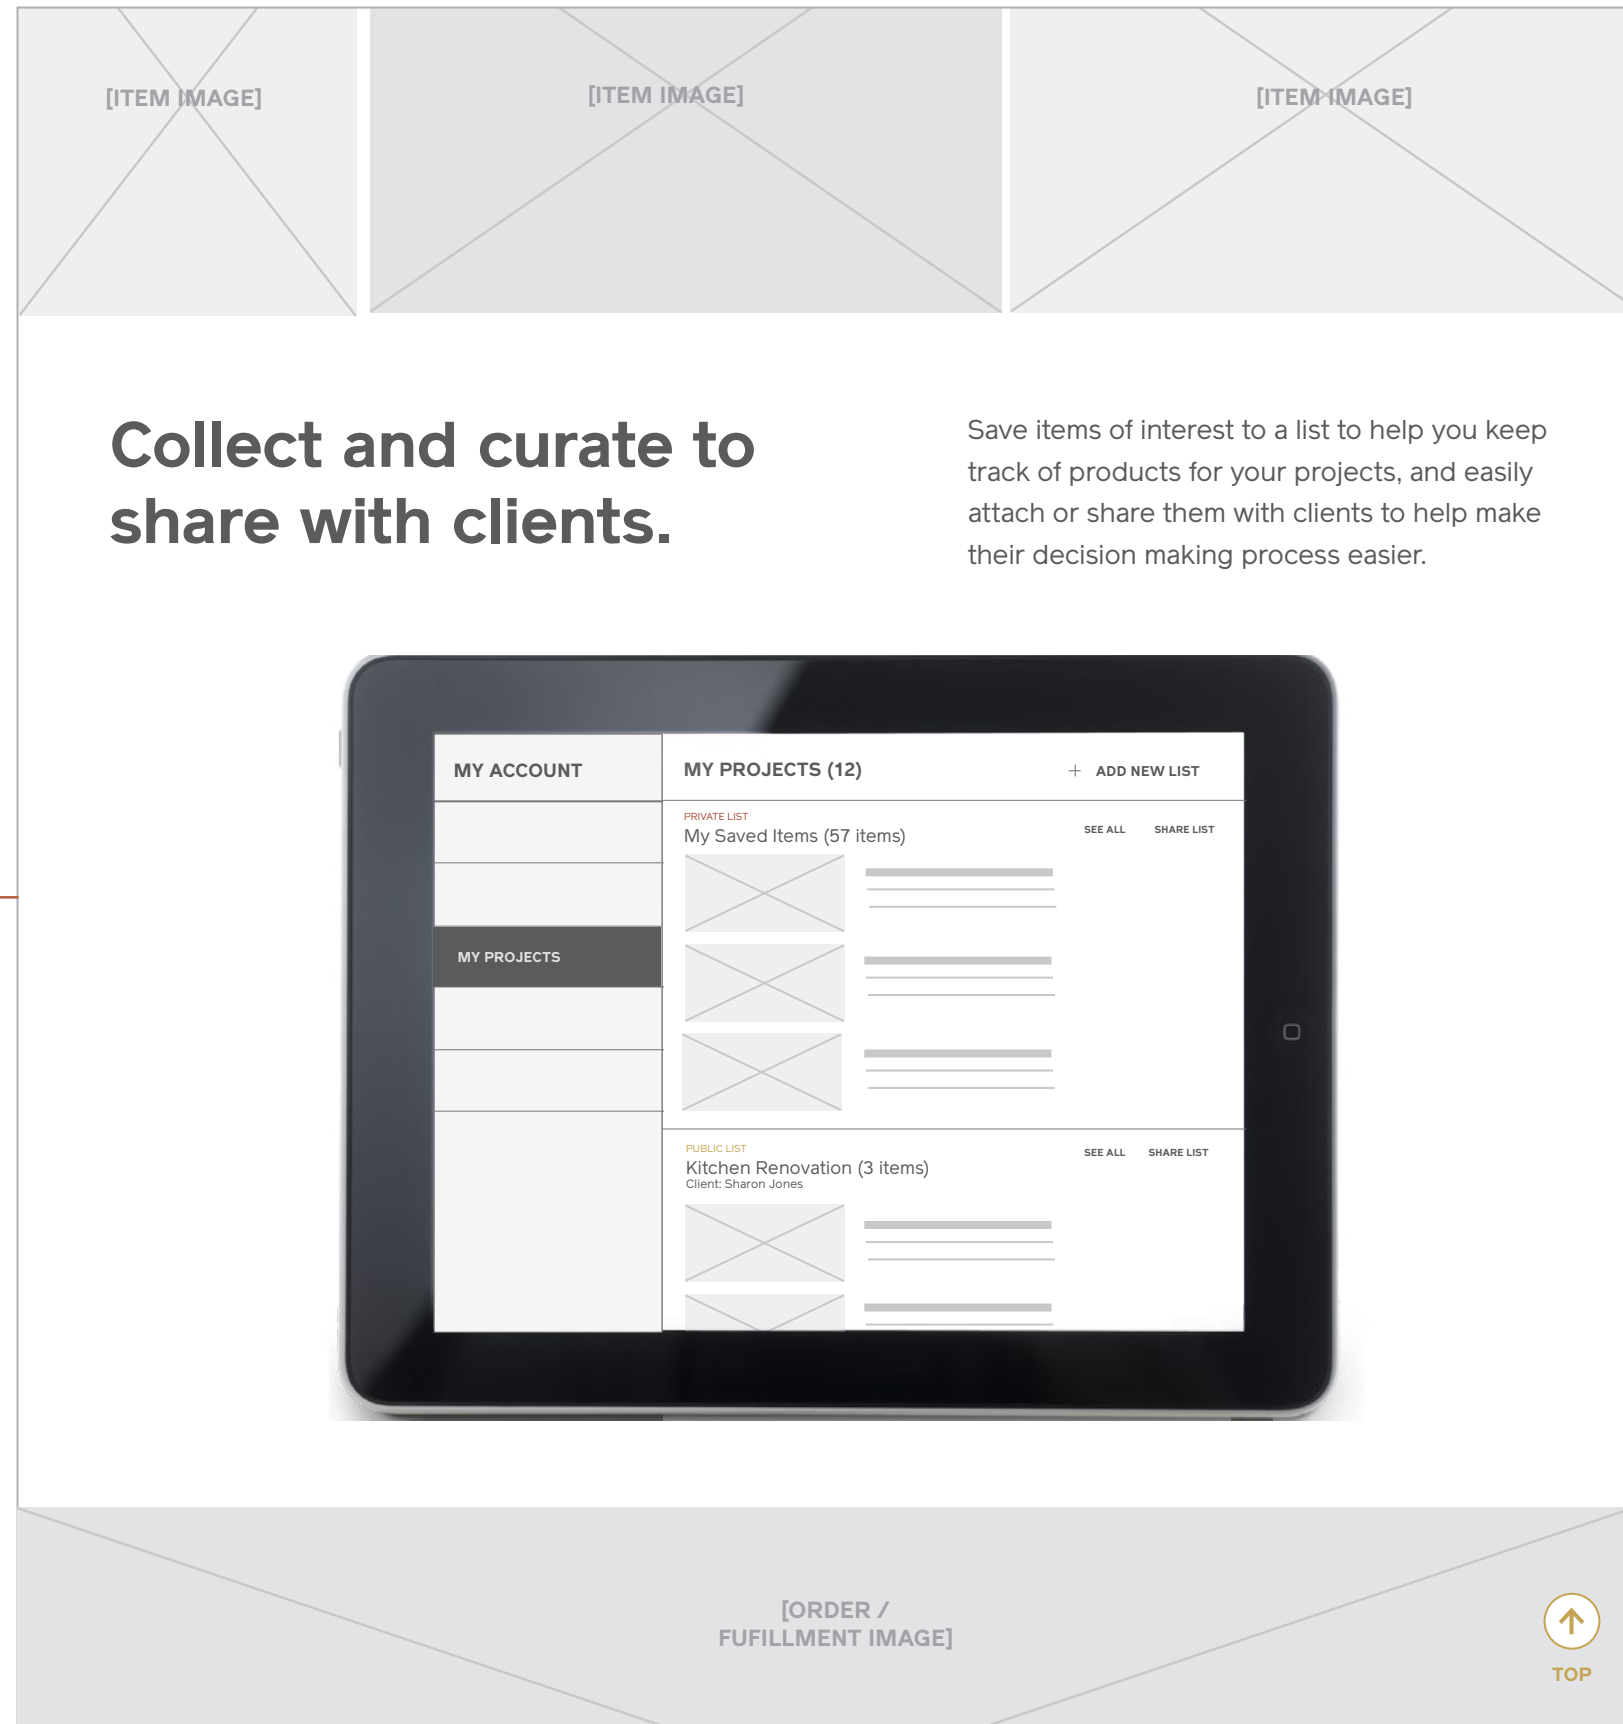 [ITEM IMAGE]
[ITEM IMAGE]
[ITEM IMAGE]
Collect and curate to
share with clients.
Save items of interest to a list to help you keep
track of products for your projects, and easily
attach or share them with clients to help make
their decision making process easier.
MY ACCOUNT
MY PROJECTS
MY PROJECTS (12)
+ ADD NEW LIST
PRIVATE LIST
My Saved Items (57 items)
SEE ALL
SHARE LIST
PUBLIC LIST
Kitchen Renovation (3 items)
Client: Sharon Jones
SEE ALL
SHARE LIST
[ORDER /
FUFILLMENT IMAGE]
TOP